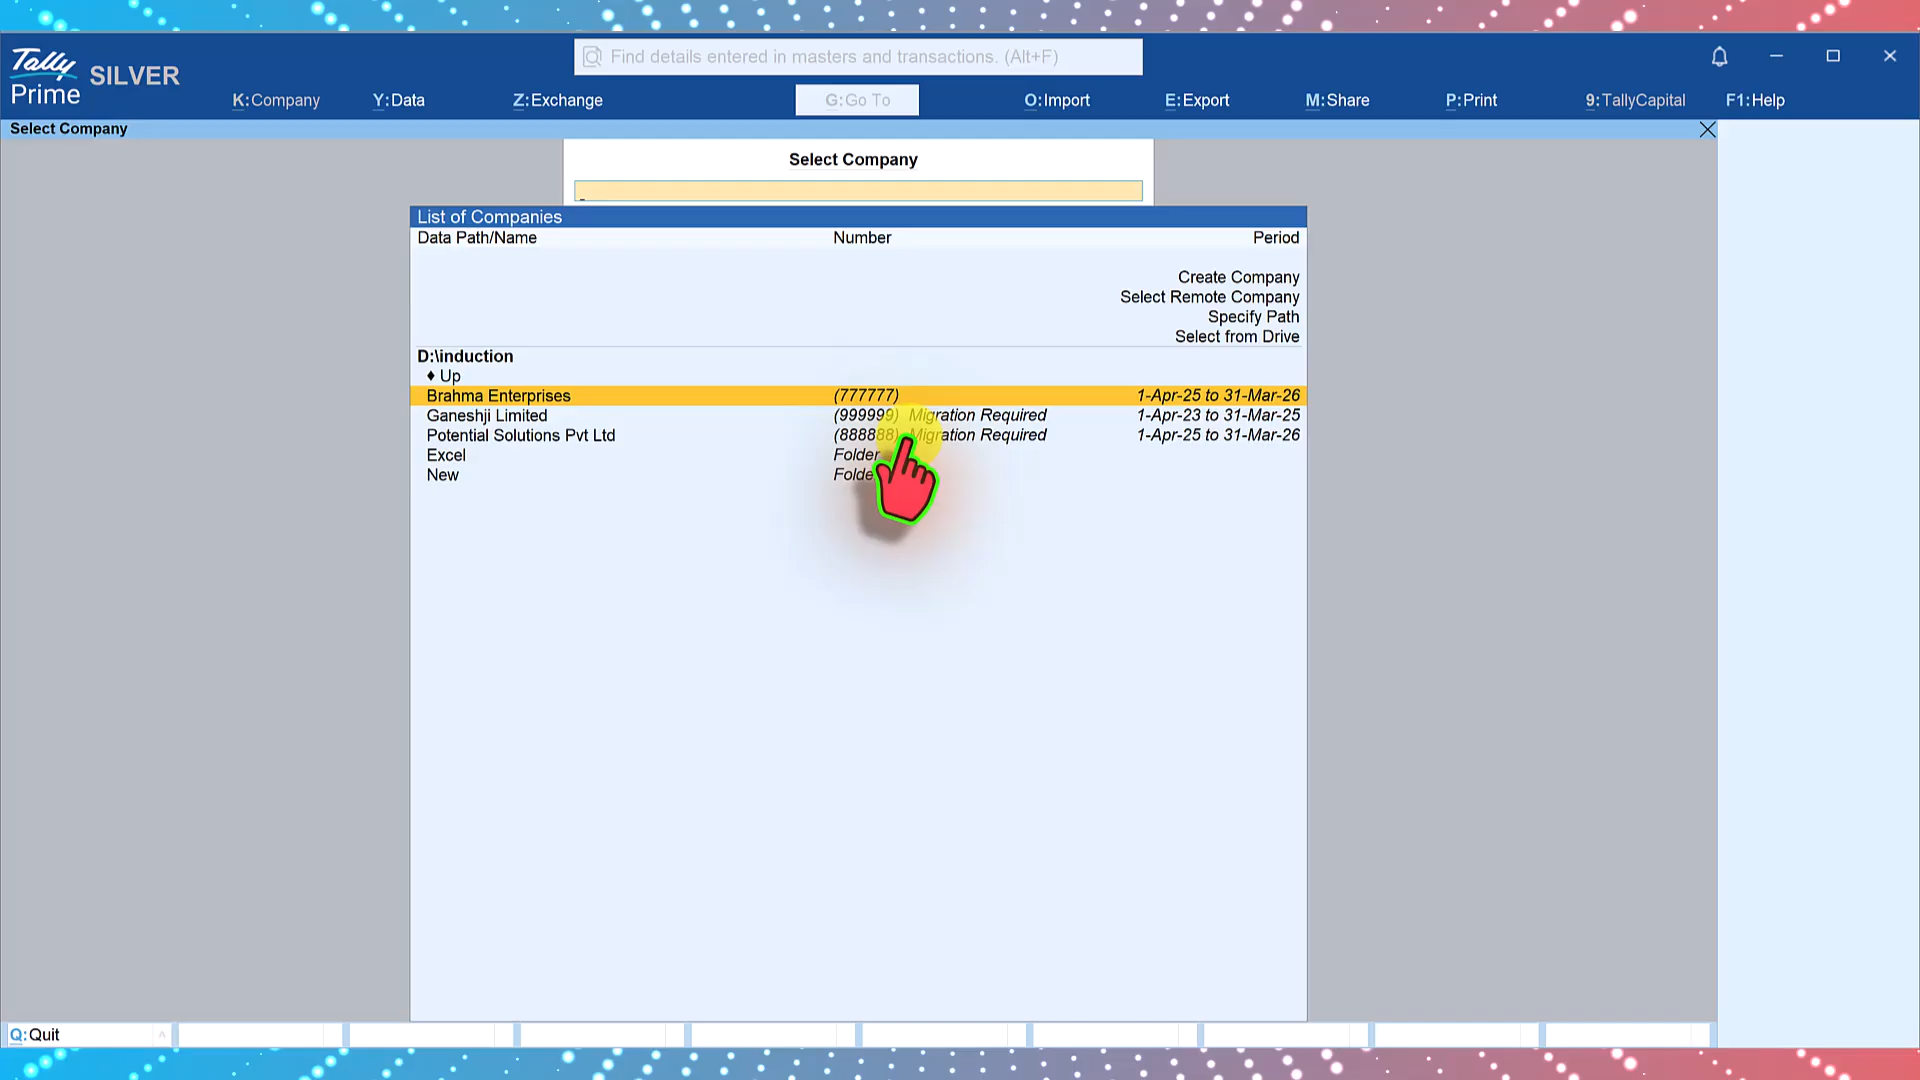 Tally
Prime SILVER
Find details entered in masters and transactions. (Alt+F)
K:Company Y:Data Z:Exchange G:Go To O:Import E:Export M:Share P:Print 9:TallyCapital F1:Help
Select Company
Select Company
List of Companies
Data Path/Name Number Period
Create Company
Select Remote Company
Specify Path
Select from Drive
D:\induction
♦ Up
Brahma Enterprises (777777) 1-Apr-25 to 31-Mar-26
Ganeshji Limited (999999) Migration Required 1-Apr-23 to 31-Mar-25
Potential Solutions Pvt Ltd (888888) Migration Required 1-Apr-25 to 31-Mar-26
Excel Folder
New
Q:Quit